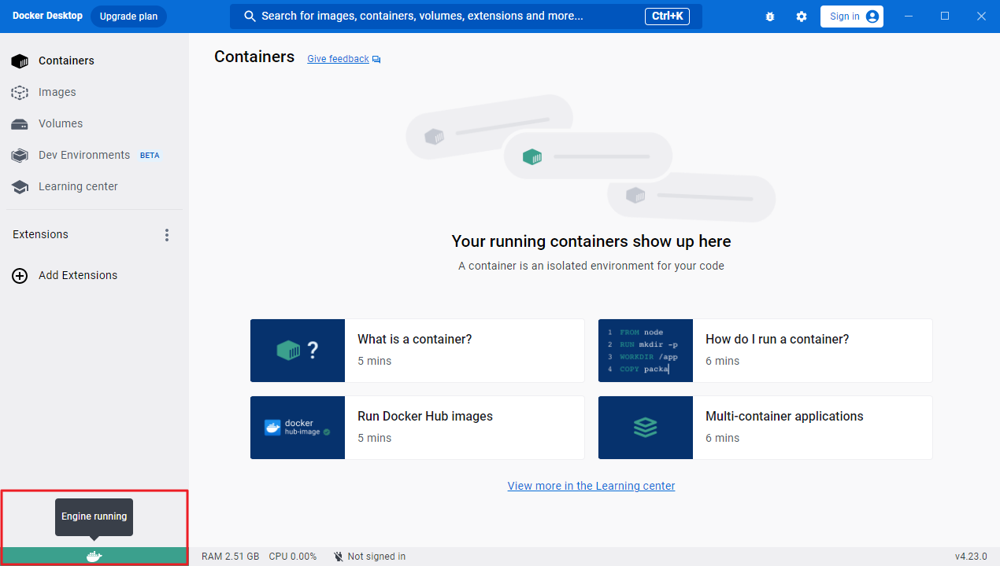 Docker Desktop Upgrade plan Search for images, containers, volumes, extensions and more... Ctrl+K Sign in
Containers
Images
Volumes
Dev Environments BETA
Learning center
Extensions
Add Extensions
Engine running
Containers Give feedback
Your running containers show up here
A container is an isolated environment for your code
?
What is a container?
5 mins
1 FROM node
2 RUN mkdir -p
3 WORKDIR /app
4 COPY packa
How do I run a container?
6 mins
docker
hub-image
Run Docker Hub images
5 mins
Multi-container applications
6 mins
View more in the Learning center
RAM 2.51 GB CPU 0.00% Not signed in v4.23.0